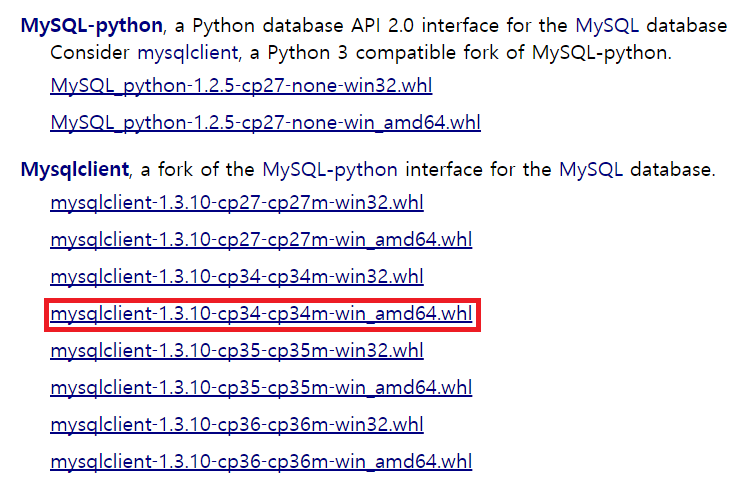 MySQL-python, a Python database API 2.0 interface for the MySQL database
Consider mysqlclient, a Python 3 compatible fork of MySQL-python.
MySQL_python-1.2.5-cp27-none-win32.whl
MySQL_python-1.2.5-cp27-none-win_amd64.whl
Mysqlclient, a fork of the MySQL-python interface for the MySQL database.
mysqlclient-1.3.10-cp27-cp27m-win32.whl
mysqlclient-1.3.10-cp27-cp27m-win_amd64.whl
mysqlclient-1.3.10-cp34-cp34m-win32.whl
mysqlclient-1.3.10-cp34-cp34m-win_amd64.whl
mysqlclient-1.3.10-cp35-cp35m-win32.whl
mysqlclient-1.3.10-cp35-cp35m-win_amd64.whl
mysqlclient-1.3.10-cp36-cp36m-win32.whl
mysqlclient-1.3.10-cp36-cp36m-win_amd64.whl